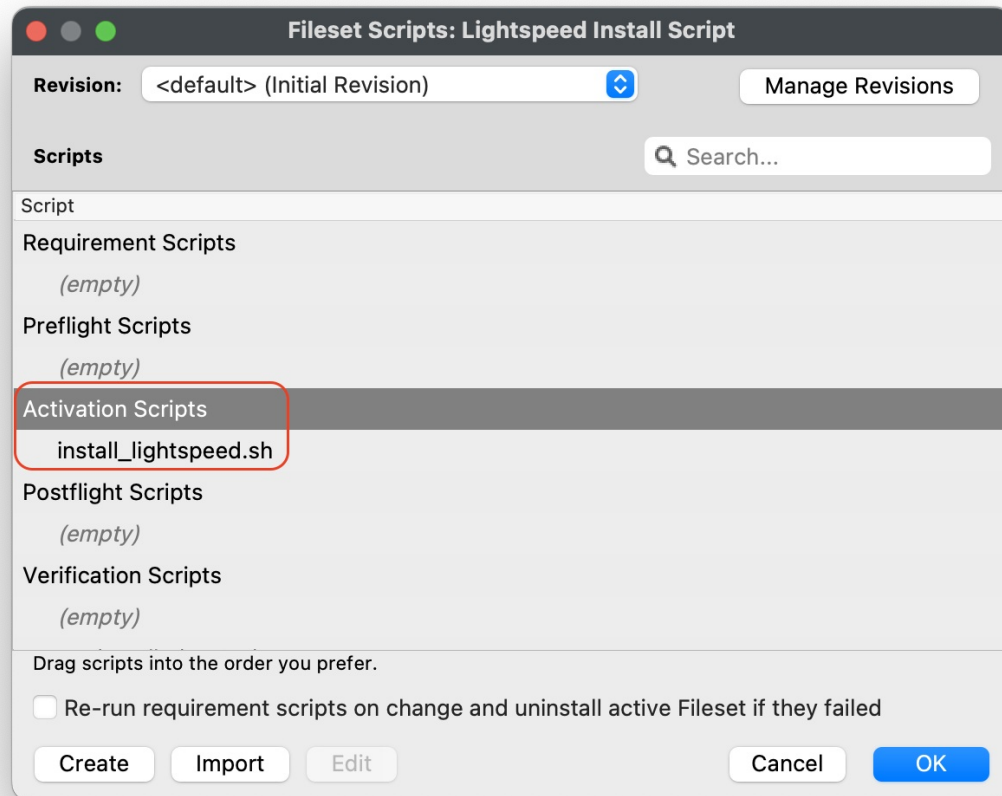 Fileset Scripts: Lightspeed Install Script
Revision: <default> (Initial Revision) Manage Revisions
Scripts Search...
Script
Requirement Scripts
(empty)
Preflight Scripts
(empty)
Activation Scripts
install_lightspeed.sh
Postflight Scripts
(empty)
Verification Scripts
(empty)
Drag scripts into the order you prefer.
Re-run requirement scripts on change and uninstall active Fileset if they failed
Create Import Edit Cancel OK